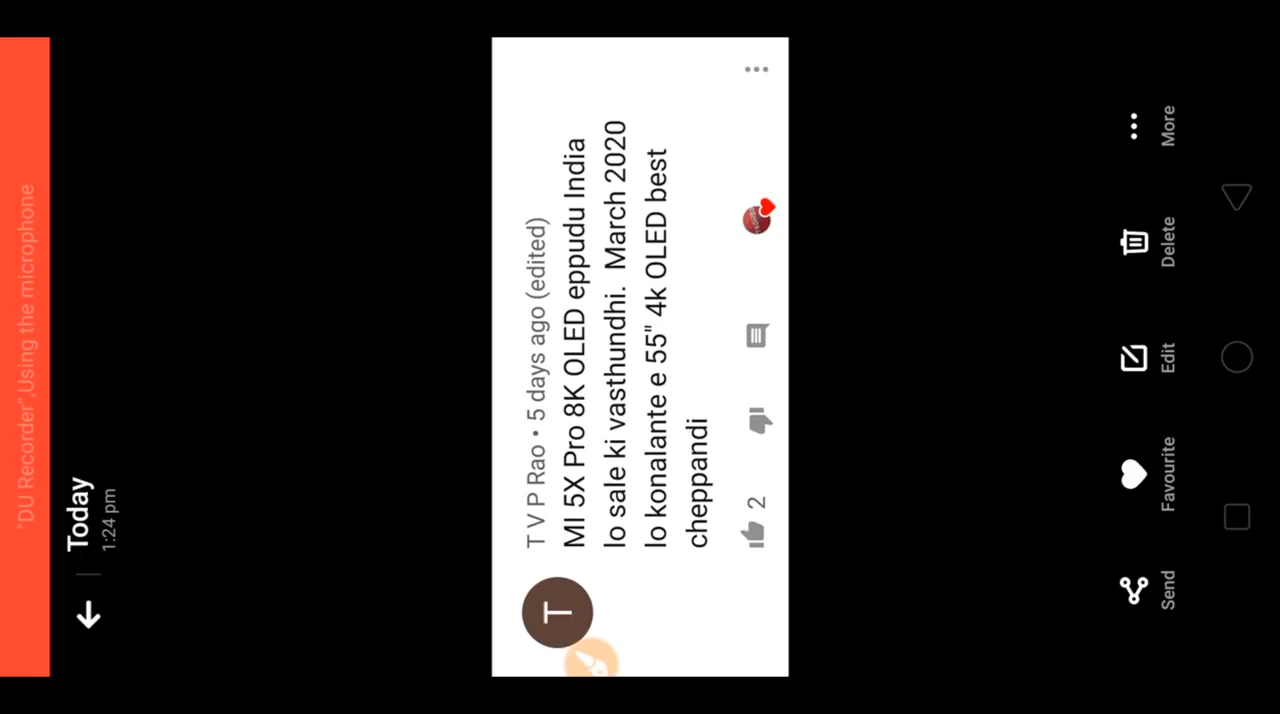 "DU Recorder",Using the microphone
Today
1:24 pm
T
T V P Rao • 5 days ago (edited)
MI 5X Pro 8K OLED eppudu India
lo sale ki vasthundhi.  March 2020
lo konalante e 55" 4k OLED best
cheppandi
2
Send
Favourite
Edit
Delete
More